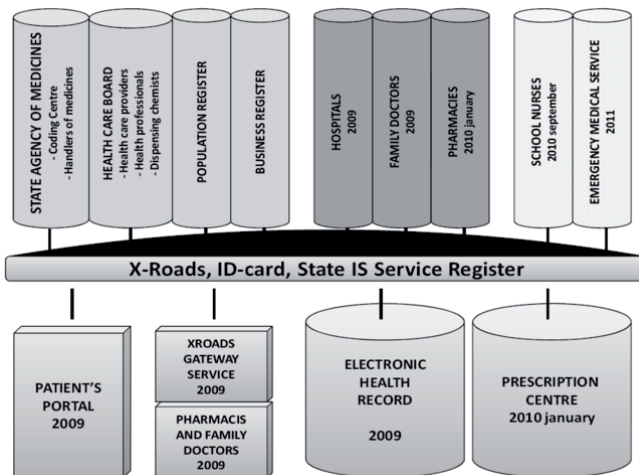 STATE AGENCY OF MEDICINES
- Coding Centre
- Handlers of medicines
HEALTH CARE BOARD
- Health care providers
- Health professionals
- Dispensing chemists
POPULATION REGISTER
BUSINESS REGISTER
HOSPITALS
2009
FAMILY DOCTORS
2009
PHARMACIES
2010 january
SCHOOL NURSES
2010 september
EMERGENCY MEDICAL SERVICE
2011
X-Roads, ID-card, State IS Service Register
PATIENT'S
PORTAL
2009
XROADS
GATEWAY
SERVICE
2009
PHARMACIS
AND FAMILY
DOCTORS
2009
ELECTRONIC
HEALTH
RECORD
2009
PRESCRIPTION
CENTRE
2010 january